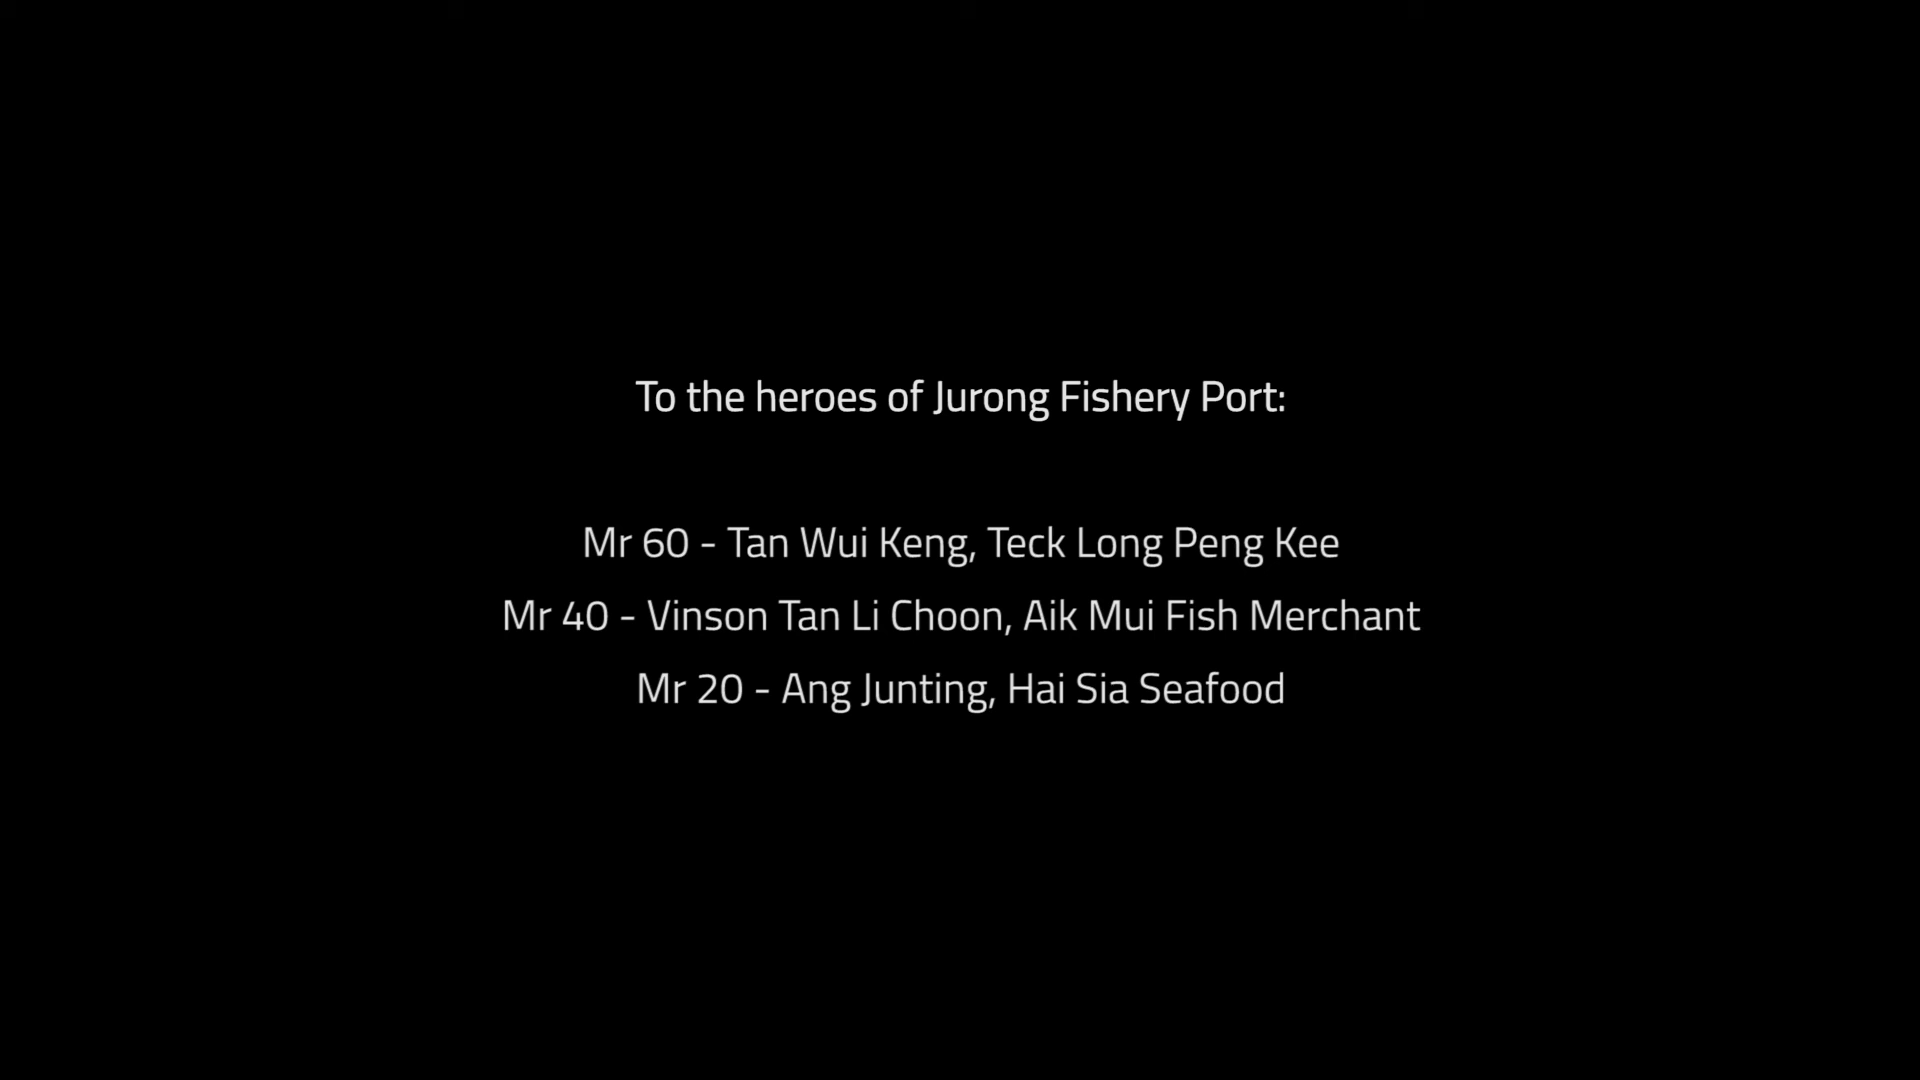 To the heroes of Jurong Fishery Port:
Mr 60 - Tan Wui Keng, Teck Long Peng Kee
Mr 40 - Vinson Tan Li Choon, Aik Mui Fish Merchant
Mr 20 - Ang Junting, Hai Sia Seafood